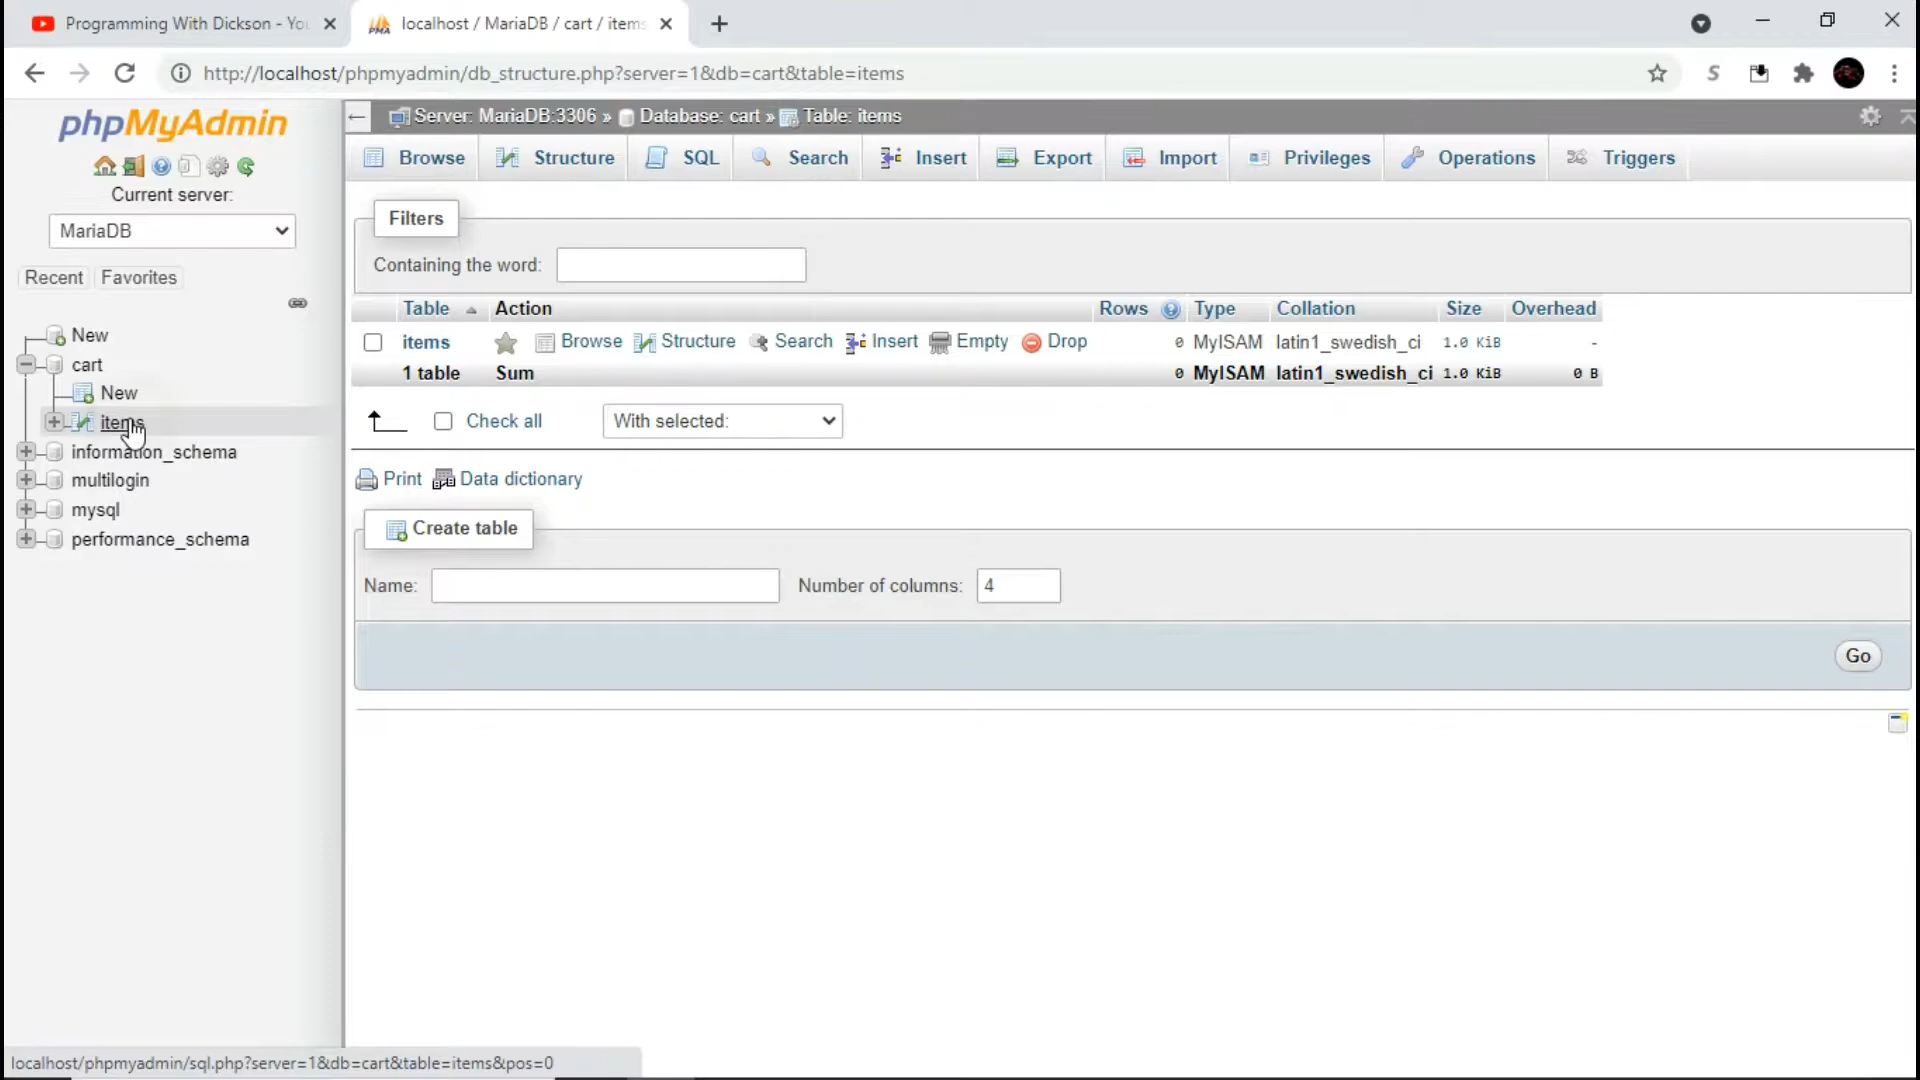 Programming With Dickson - You
localhost / MariaDB / cart / items
http://localhost/phpmyadmin/db_structure.php?server=1&db=cart&table=items
phpMyAdmin
Current server:
MariaDB
Recent Favorites
New
cart
New
items
information_schema
multilogin
mysql
performance_schema
Server: MariaDB:3306 » Database: cart » Table: items
Browse Structure SQL Search Insert Export Import Privileges Operations Triggers
Filters
Containing the word:
Table Action Rows Type Collation Size Overhead
items Browse Structure Search Insert Empty Drop 0 MyISAM latin1_swedish_ci 1.0 KiB -
1 table Sum 0 MyISAM latin1_swedish_ci 1.0 KiB 0 B
Check all With selected:
Print Data dictionary
Create table
Name: Number of columns: 4
Go
localhost/phpmyadmin/sql.php?server=1&db=cart&table=items&pos=0